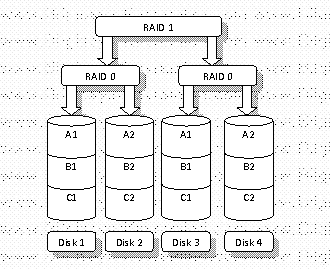 RAID 1
RAID 0 RAID 0
A1 A2 A1 A2
B1 B2 B1 B2
C1 C2 C1 C2
Disk 1 Disk 2 Disk 3 Disk 4